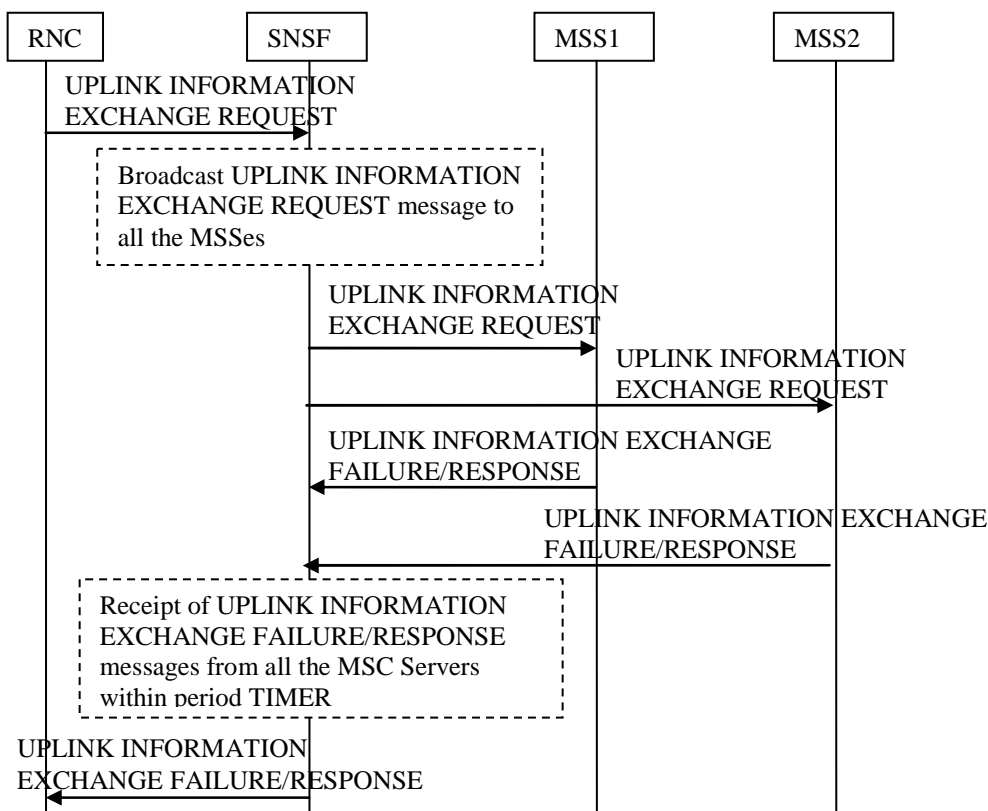 RNC
SNSF
MSS1
MSS2
UPLINK INFORMATION
EXCHANGE REQUEST
Broadcast UPLINK INFORMATION
EXCHANGE REQUEST message to
all the MSSes
UPLINK INFORMATION
EXCHANGE REQUEST
UPLINK INFORMATION
EXCHANGE REQUEST
UPLINK INFORMATION EXCHANGE
FAILURE/RESPONSE
UPLINK INFORMATION EXCHANGE
FAILURE/RESPONSE
Receipt of UPLINK INFORMATION
EXCHANGE FAILURE/RESPONSE
messages from all the MSC Servers
within period TIMER
UPLINK INFORMATION
EXCHANGE FAILURE/RESPONSE